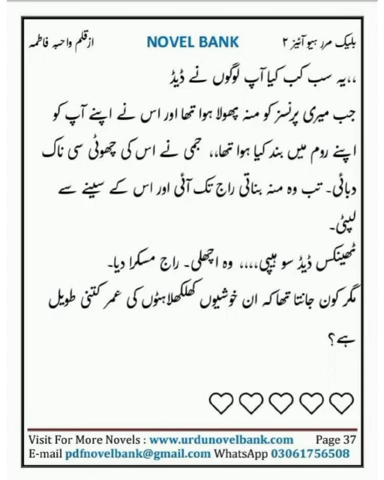 بلیک مرر ہیو آئیز ۲ NOVEL BANK ازقلم واحبہ فاطمہ
،،یہ سب کب کیا آپ لوگوں نے ڈیڈ
جب میری پرنسز کو منہ پھولا ہوا تھا اور اس نے اپنے آپ کو
اپنے روم میں بند کیا ہوا تھا،، جمی نے اس کی چھوٹی سی ناک
دبائی۔ تب وہ منہ بناتی راج تک آئی اور اس کے سینے سے
لپٹی۔
تھینکس ڈیڈ سو ہیپی،،،، وہ اچھلی۔ راج مسکرا دیا۔
مگر کون جانتا تھا کہ ان خوشیوں کھلکھلاہٹوں کی عمر کتنی طویل
ہے؟
♡♡♡♡♡
Visit For More Novels : www.urdunovelbank.com Page 37
E-mail pdfnovelbank@gmail.com WhatsApp 03061756508